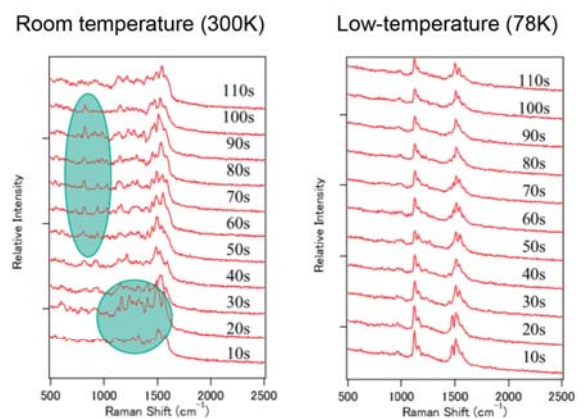 Room temperature (300K)
Low-temperature (78K)
Relative Intensity
110s
100s
90s
80s
70s
60s
50s
40s
30s
20s
10s
500 1000 1500 2000 2500
Raman Shift (cm⁻¹)
Relative Intensity
110s
100s
90s
80s
70s
60s
50s
40s
30s
20s
10s
500 1000 1500 2000 2500
Raman Shift (cm⁻¹)